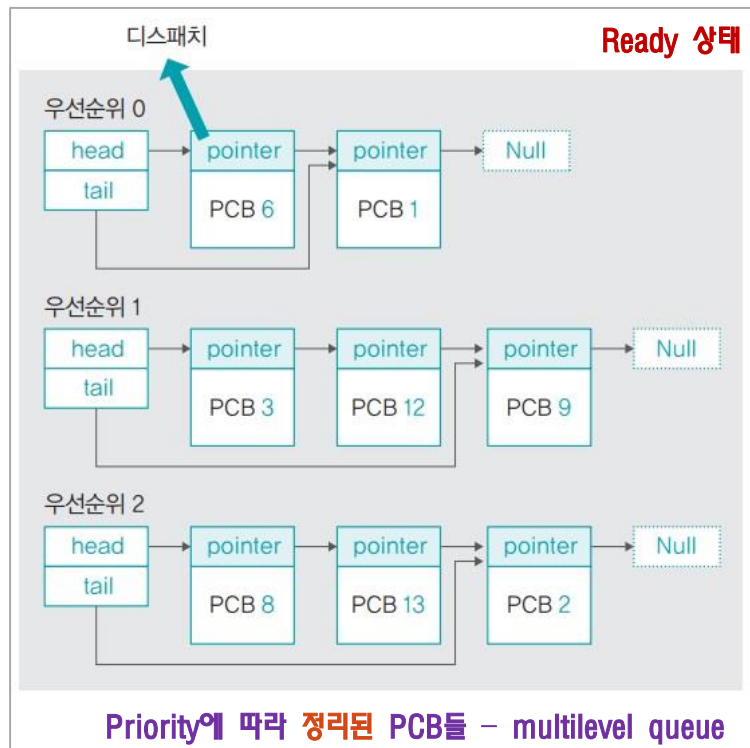 디스패치
Ready 상태
우선순위 0
head
pointer
pointer
Null
tail
PCB 6
PCB 1
우선순위 1
head
pointer
pointer
pointer
Null
tail
PCB 3
PCB 12
PCB 9
우선순위 2
head
pointer
pointer
pointer
Null
tail
PCB 8
PCB 13
PCB 2
Priority에 따라 정리된 PCB들 – multilevel queue